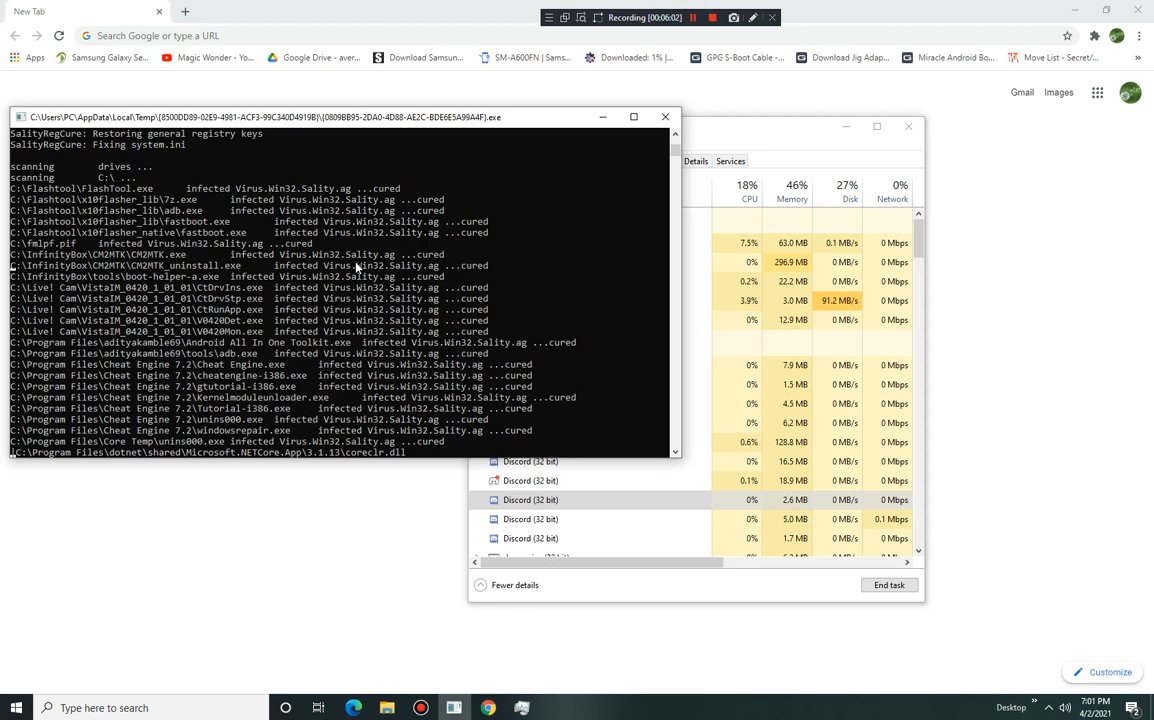 New Tab
Recording [00:06:02]
Search Google or type a URL
Apps
Samsung Galaxy Se...
Magic Wonder - Yo...
Google Drive - aver...
Download Samsun...
SM-A600FN | Sams...
Downloaded: 1% |...
GPG S-Boot Cable -...
Download Jig Adap...
Miracle Android Bo...
Move List - Secret/...
»
Gmail
Images
C:\Users\PC\AppData\Local\Temp\{8500DD89-02E9-4981-ACF3-99C340D4919B}\{0809BB95-2DA0-4D88-AE2C-BDE6E5A99A4F}.exe
SalityRegCure: Restoring general registry keys
SalityRegCure: Fixing system.ini
scanning drives ...
scanning C:\ ...
C:\Flashtool\FlashTool.exe infected Virus.Win32.Sality.ag ...cured
C:\Flashtool\x10flasher_lib\7z.exe infected Virus.Win32.Sality.ag ...cured
C:\Flashtool\x10flasher_lib\adb.exe infected Virus.Win32.Sality.ag ...cured
C:\Flashtool\x10flasher_lib\fastboot.exe infected Virus.Win32.Sality.ag ...cured
C:\Flashtool\x10flasher_native\fastboot.exe infected Virus.Win32.Sality.ag ...cured
C:\fmlpf.pif infected Virus.Win32.Sality.ag ...cured
C:\InfinityBox\CM2MTK\CM2MTK.exe infected Virus.Win32.Sality.ag ...cured
C:\InfinityBox\CM2MTK\CM2MTK_uninstall.exe infected Virus.Win32.Sality.ag ...cured
C:\InfinityBox\tools\boot-helper-a.exe infected Virus.Win32.Sality.ag ...cured
C:\Live! Cam\VistaIM_0420_1_01_01\CtDrvIns.exe infected Virus.Win32.Sality.ag ...cured
C:\Live! Cam\VistaIM_0420_1_01_01\CtDrvStp.exe infected Virus.Win32.Sality.ag ...cured
C:\Live! Cam\VistaIM_0420_1_01_01\CtRunApp.exe infected Virus.Win32.Sality.ag ...cured
C:\Live! Cam\VistaIM_0420_1_01_01\V0420Det.exe infected Virus.Win32.Sality.ag ...cured
C:\Live! Cam\VistaIM_0420_1_01_01\V0420Mon.exe infected Virus.Win32.Sality.ag ...cured
C:\Program Files\adityakamble69\Android All In One Toolkit.exe infected Virus.Win32.Sality.ag ...cured
C:\Program Files\adityakamble69\tools\adb.exe infected Virus.Win32.Sality.ag ...cured
C:\Program Files\Cheat Engine 7.2\Cheat Engine.exe infected Virus.Win32.Sality.ag ...cured
C:\Program Files\Cheat Engine 7.2\cheatengine-i386.exe infected Virus.Win32.Sality.ag ...cured
C:\Program Files\Cheat Engine 7.2\gtutorial-i386.exe infected Virus.Win32.Sality.ag ...cured
C:\Program Files\Cheat Engine 7.2\Kernelmoduleunloader.exe infected Virus.Win32.Sality.ag ...cured
C:\Program Files\Cheat Engine 7.2\Tutorial-i386.exe infected Virus.Win32.Sality.ag ...cured
C:\Program Files\Cheat Engine 7.2\unins000.exe infected Virus.Win32.Sality.ag ...cured
C:\Program Files\Cheat Engine 7.2\windowsrepair.exe infected Virus.Win32.Sality.ag ...cured
C:\Program Files\Core Temp\unins000.exe infected Virus.Win32.Sality.ag ...cured
C:\Program Files\dotnet\shared\Microsoft.NETCore.App\3.1.13\coreclr.dll
Details Services
18% 46% 27% 0%
CPU Memory Disk Network
7.5% 63.0 MB 0.1 MB/s 0 Mbps
0% 296.9 MB 0 MB/s 0 Mbps
0.2% 22.2 MB 0 MB/s 0 Mbps
3.9% 3.0 MB 91.2 MB/s 0 Mbps
0% 12.9 MB 0 MB/s 0 Mbps
0% 7.9 MB 0 MB/s 0 Mbps
0% 1.5 MB 0 MB/s 0 Mbps
0% 4.5 MB 0 MB/s 0 Mbps
0% 6.2 MB 0 MB/s 0 Mbps
0.6% 128.8 MB 0 MB/s 0 Mbps
Discord (32 bit) 0% 16.5 MB 0 MB/s 0 Mbps
Discord (32 bit) 0.1% 18.9 MB 0 MB/s 0 Mbps
Discord (32 bit) 0% 2.6 MB 0 MB/s 0 Mbps
Discord (32 bit) 0% 5.0 MB 0 MB/s 0.1 Mbps
Discord (32 bit) 0% 1.7 MB 0 MB/s 0 Mbps
Fewer details
End task
Customize
Type here to search
Desktop
»
7:01 PM
4/2/2021
2